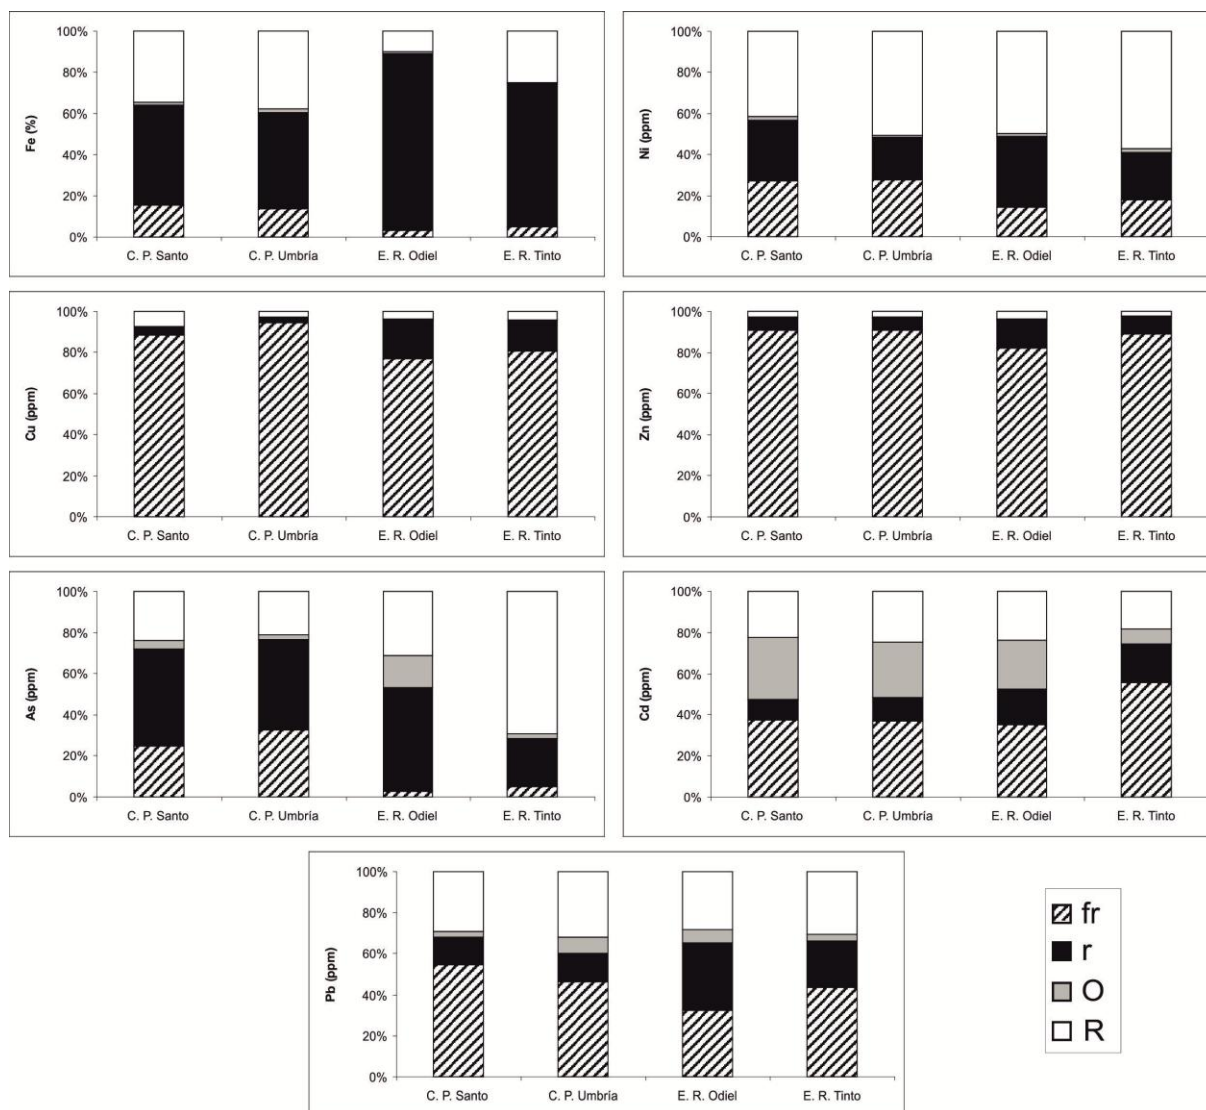 100%
80%
60%
40%
20%
0%
Fe (%)
C. P. Santo
C. P. Umbría
E. R. Odiel
E. R. Tinto
100%
80%
60%
40%
20%
0%
Ni (ppm)
C. P. Santo
C. P. Umbría
E. R. Odiel
E. R. Tinto
100%
80%
60%
40%
20%
0%
Cu (ppm)
C. P. Santo
C. P. Umbría
E. R. Odiel
E. R. Tinto
100%
80%
60%
40%
20%
0%
Zn (ppm)
C. P. Santo
C. P. Umbría
E. R. Odiel
E. R. Tinto
100%
80%
60%
40%
20%
0%
As (ppm)
C. P. Santo
C. P. Umbría
E. R. Odiel
E. R. Tinto
100%
80%
60%
40%
20%
0%
Cd (ppm)
C. P. Santo
C. P. Umbría
E. R. Odiel
E. R. Tinto
100%
80%
60%
40%
20%
0%
Pb (ppm)
C. P. Santo
C. P. Umbría
E. R. Odiel
E. R. Tinto
fr
r
O
R